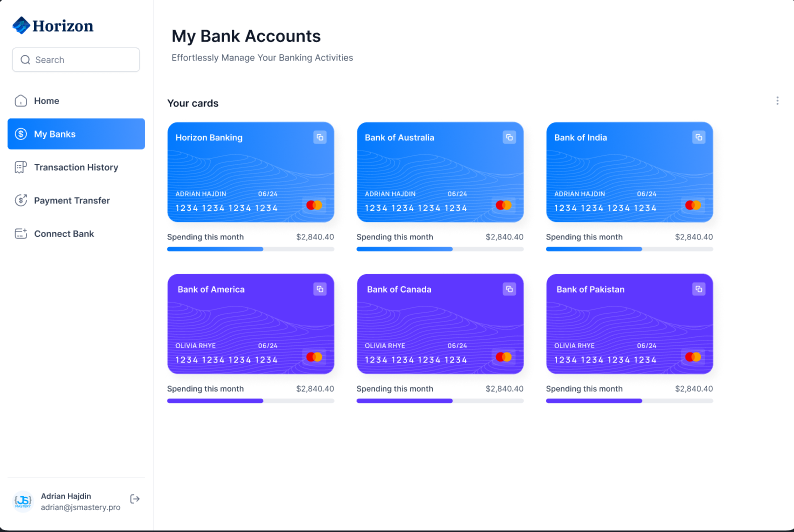 Horizon
Search
Home
My Banks
Transaction History
Payment Transfer
Connect Bank
Adrian Hajdin
adrian@jsmastery.pro
My Bank Accounts
Effortlessly Manage Your Banking Activities
Your cards
Horizon Banking
ADRIAN HAJDIN 06/24
1234 1234 1234 1234
Spending this month $2,840.40
Bank of Australia
ADRIAN HAJDIN 06/24
1234 1234 1234 1234
Spending this month $2,840.40
Bank of India
ADRIAN HAJDIN 06/24
1234 1234 1234 1234
Spending this month $2,840.40
Bank of America
OLIVIA RHYE 06/24
1234 1234 1234 1234
Spending this month $2,840.40
Bank of Canada
OLIVIA RHYE 06/24
1234 1234 1234 1234
Spending this month $2,840.40
Bank of Pakistan
OLIVIA RHYE 06/24
1234 1234 1234 1234
Spending this month $2,840.40